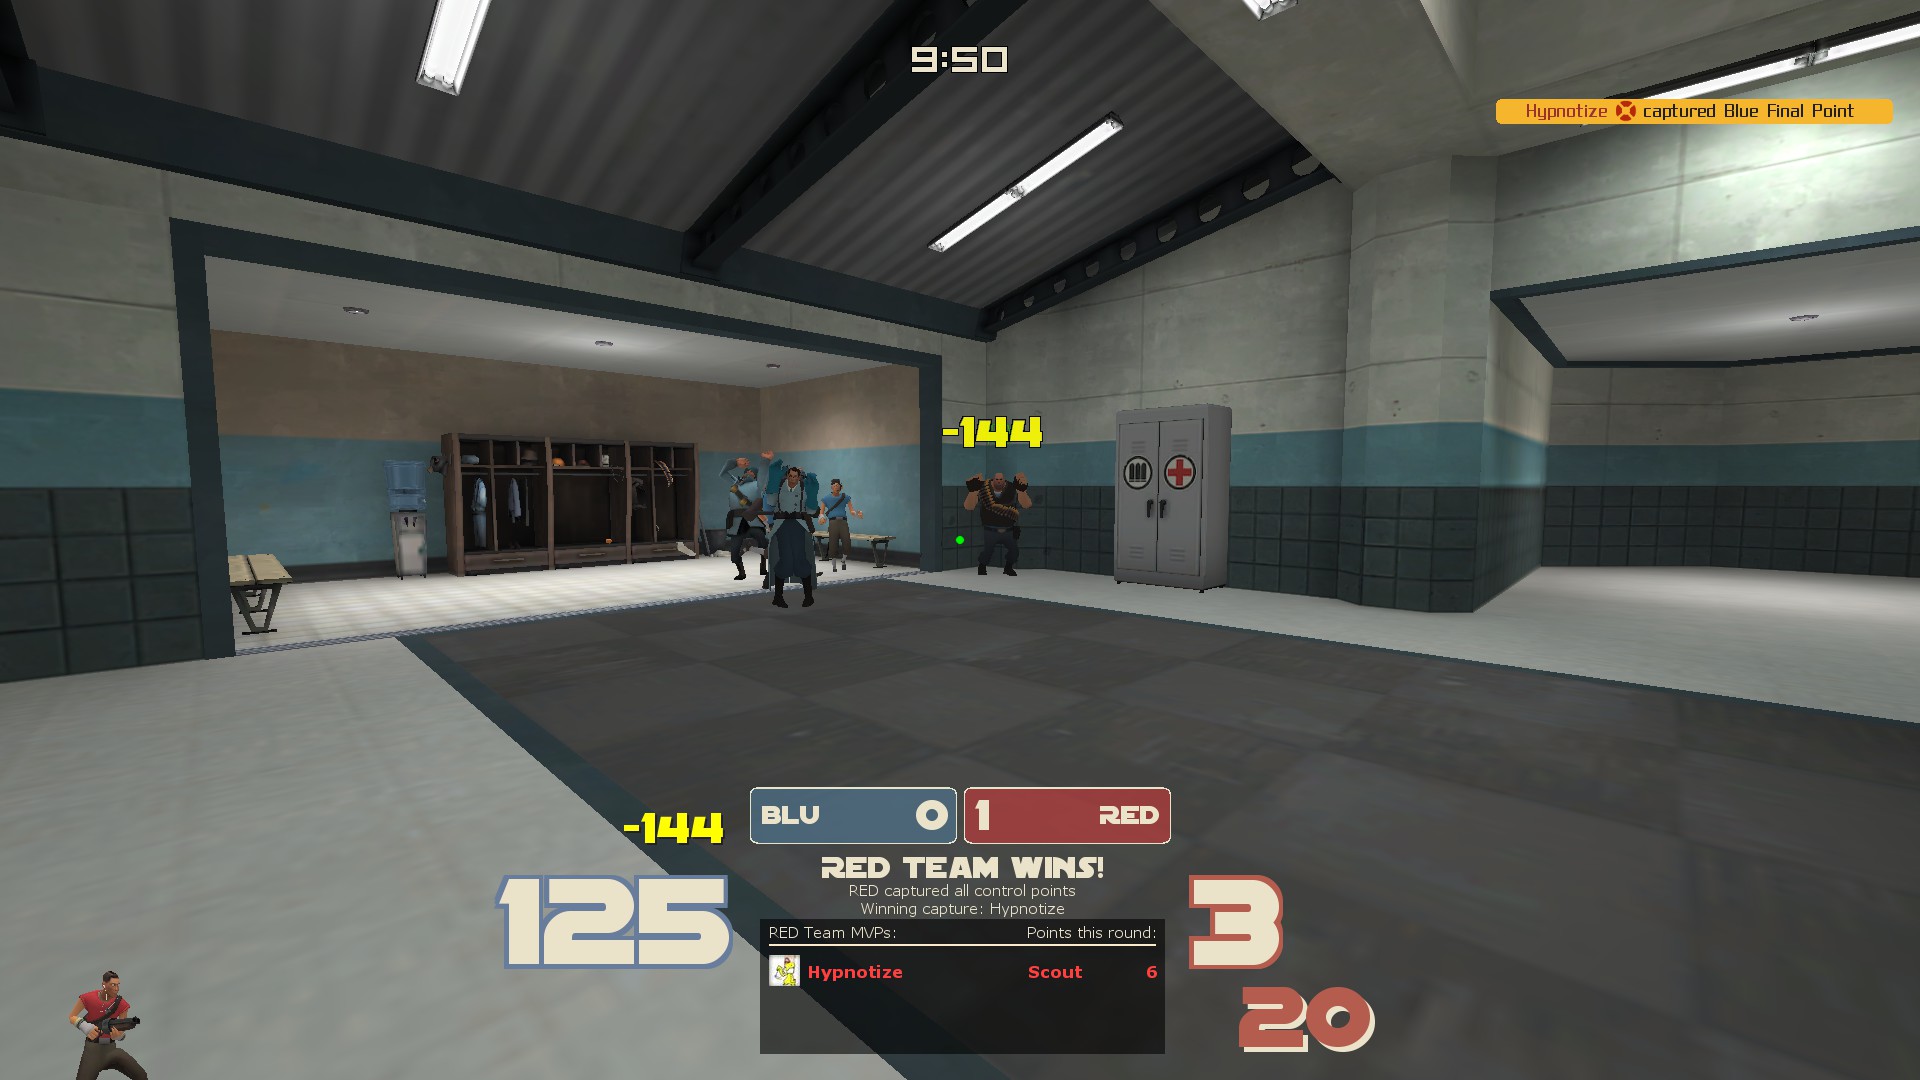 9:50
Hypnotize captured Blue Final Point
-144
-144
BLU 0 1 RED
RED TEAM WINS!
RED captured all control points
Winning capture: Hypnotize
125
3
RED Team MVPs: Points this round:
Hypnotize Scout 6
20